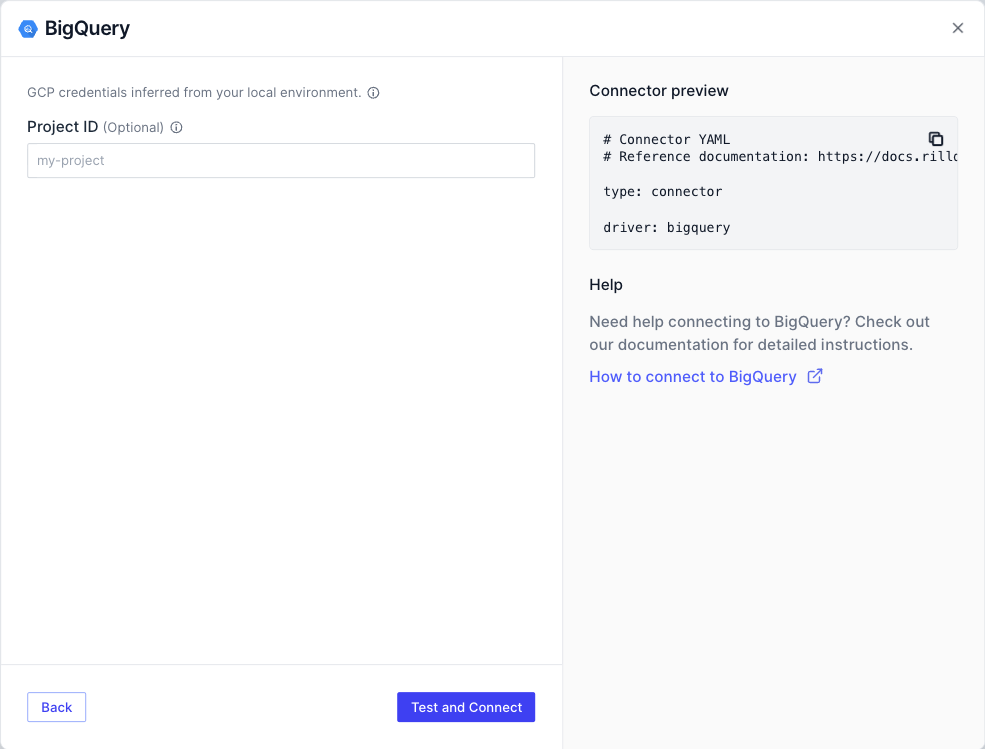 BigQuery
GCP credentials inferred from your local environment.
Project ID (Optional)
my-project
Back
Test and Connect
Connector preview
# Connector YAML
# Reference documentation: https://docs.rill
type: connector
driver: bigquery
Help
Need help connecting to BigQuery? Check out
our documentation for detailed instructions.
How to connect to BigQuery